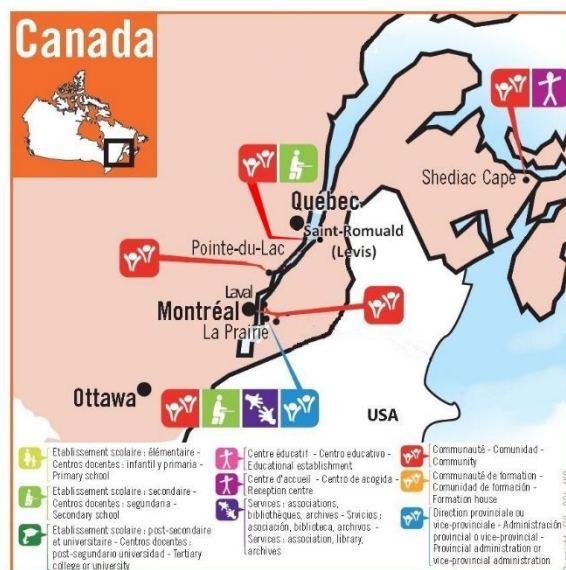 Canada
Shediac Cape
Québec
Saint-Romuald
(Levis)
Pointe-du-Lac
Laval
Montréal
La Prairie
Ottawa
USA
Etablissement scolaire : élémentaire -
Centros docentes : infantil y primaria -
Primary school
Etablissement scolaire : secondaire -
Centros docentes : segundaria -
Secondary school
Etablissement scolaire : post-secondaire
et universitaire - Centros docentes :
post-segundario universidad - Tertiary
college or university
Centre éducatif - Centro educativo -
Educational establishment
Centre d'accueil - Centro de acogida -
Reception centre
Services : associations,
bibliothèques, archives - Srvicios :
asociación, biblioteca, archivos -
Services : association, library,
archives
Communauté - Comunidad -
Community
Communauté de formation -
Comunidad de formación -
Formation house
Direction provinciale ou
vice-provinciale - Administración
provincial o vice-provincial -
Provincial administration or
vice-provincial administration